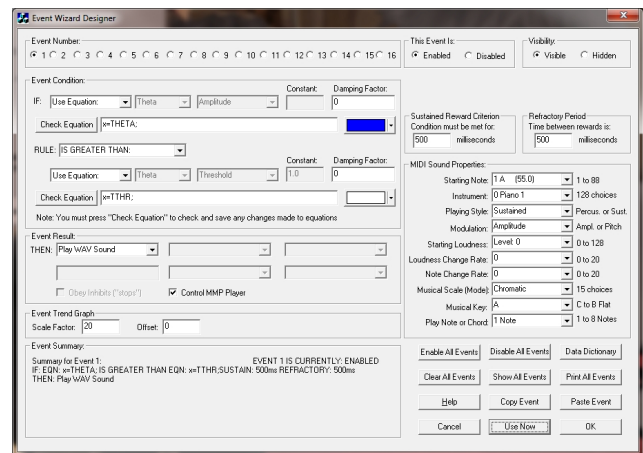 Event Wizard Designer
Event Number:
1 2 3 4 5 6 7 8 9 10 11 12 13 14 15 16
This Event Is:
Enabled Disabled
Visibility:
Visible Hidden
Event Condition:
Constant: Damping Factor:
IF: Use Equation: Theta Amplitude 0
Check Equation x=THETA;
RULE: IS GREATER THAN:
Constant: Damping Factor:
Use Equation: Theta Threshold 1.0 0
Check Equation x=TTHR;
Note: You must press "Check Equation" to check and save any changes made to equations
Sustained Reward Criterion
Condition must be met for:
500 milliseconds
Refractory Period
Time between rewards is:
500 milliseconds
MIDI Sound Properties:
Starting Note: 1 A (55.0) 1 to 88
Instrument: 0 Piano 1 128 choices
Playing Style: Sustained Percus. or Sust.
Modulation: Amplitude Ampl. or Pitch
Starting Loudness: Level: 0 0 to 128
Loudness Change Rate: 0 0 to 20
Note Change Rate: 0 0 to 20
Musical Scale (Mode): Chromatic 15 choices
Musical Key: A C to B Flat
Play Note or Chord: 1 Note 1 to 8 Notes
Event Result:
THEN: Play WAV Sound
Obey Inhibits ("stops") Control MMP Player
Event Trend Graph
Scale Factor: 20 Offset: 0
Event Summary:
Summary for Event 1: EVENT 1 IS CURRENTLY: ENABLED
IF: EQN: x=THETA; IS GREATER THAN EQN: x=TTHR;SUSTAIN: 500ms REFRACTORY: 500ms
THEN: Play WAV Sound
Enable All Events Disable All Events Data Dictionary
Clear All Events Show All Events Print All Events
Help Copy Event Paste Event
Cancel Use Now OK